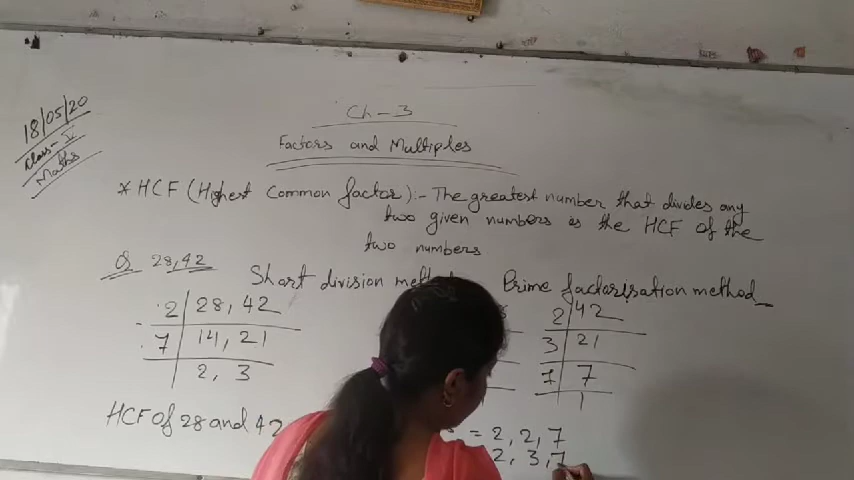 18/05/20
Class - V
Maths
Ch - 3
Factors and Multiples
* HCF (Highest Common factor) :- The greatest number that divides any
two given numbers is the HCF of the
two numbers
Q. 28, 42
Short division method
2 | 28, 42
7 | 14, 21
2, 3
HCF of 28 and 42
Prime factorisation method
2 | 42
3 | 21
7 | 7
1
= 2, 2, 7
2, 3, 7